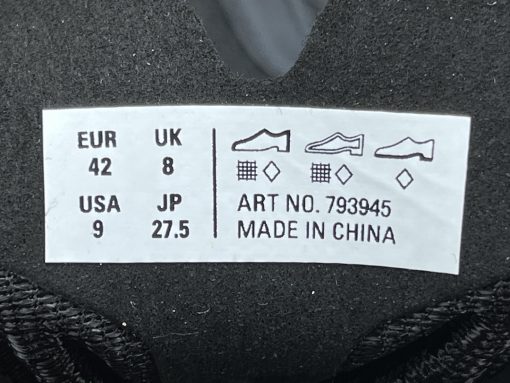 EUR UK
42 8
USA JP
9 27.5
ART NO. 793945
MADE IN CHINA